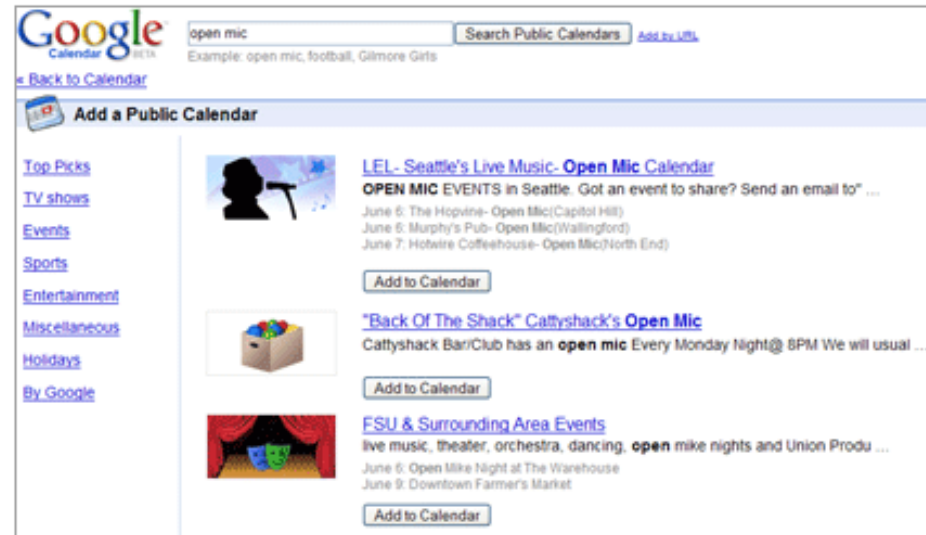 Google
Calendar BETA
open mic
Search Public Calendars
Add by URL
Example: open mic, football, Gilmore Girls
« Back to Calendar
Add a Public Calendar
Top Picks
TV shows
Events
Sports
Entertainment
Miscellaneous
Holidays
By Google
LEL- Seattle's Live Music- Open Mic Calendar
OPEN MIC EVENTS in Seattle. Got an event to share? Send an email to" ...
June 6: The Hopvine- Open Mic(Capitol Hill)
June 6: Murphy's Pub- Open Mic(Wallingford)
June 7: Hotwire Coffeehouse- Open Mic(North End)
Add to Calendar
"Back Of The Shack" Cattyshack's Open Mic
Cattyshack Bar/Club has an open mic Every Monday Night@ 8PM We will usual ...
Add to Calendar
FSU & Surrounding Area Events
live music, theater, orchestra, dancing, open mike nights and Union Produ ...
June 6: Open Mike Night at The Warehouse
June 9: Downtown Farmer's Market
Add to Calendar